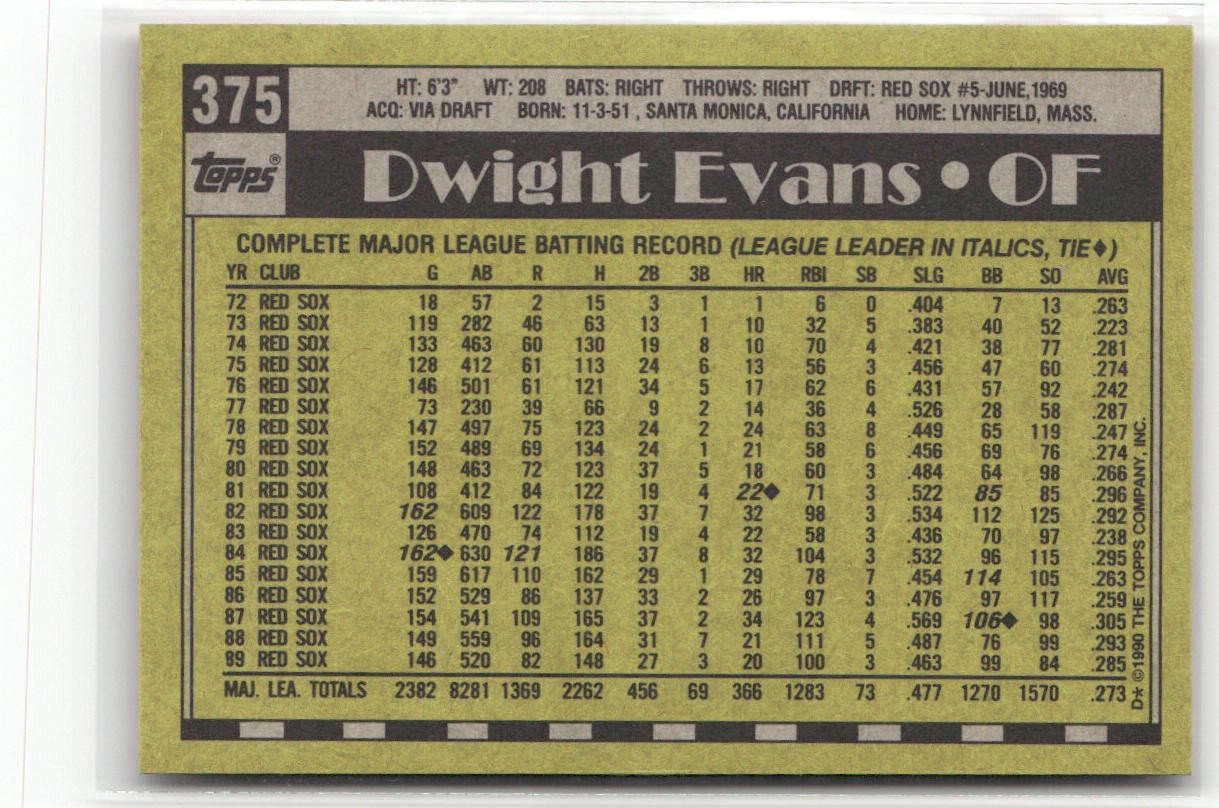 375
HT: 6'3" WT: 208 BATS: RIGHT THROWS: RIGHT DRFT: RED SOX #5-JUNE,1969
ACQ: VIA DRAFT BORN: 11-3-51 , SANTA MONICA, CALIFORNIA HOME: LYNNFIELD, MASS.
TOPPS®
Dwight Evans • OF
COMPLETE MAJOR LEAGUE BATTING RECORD (LEAGUE LEADER IN ITALICS, TIE♦)
YR CLUB G AB R H 2B 3B HR RBI SB SLG BB SO AVG
72 RED SOX 18 57 2 15 3 1 1 6 0 .404 7 13 .263
73 RED SOX 119 282 46 63 13 1 10 32 5 .383 40 52 .223
74 RED SOX 133 463 60 130 19 8 10 70 4 .421 38 77 .281
75 RED SOX 128 412 61 113 24 6 13 56 3 .456 47 60 .274
76 RED SOX 146 501 61 121 34 5 17 62 6 .431 57 92 .242
77 RED SOX 73 230 39 66 9 2 14 36 4 .526 28 58 .287
78 RED SOX 147 497 75 123 24 2 24 63 8 .449 65 119 .247
79 RED SOX 152 489 69 134 24 1 21 58 6 .456 69 76 .274
80 RED SOX 148 463 72 123 37 5 18 60 3 .484 64 98 .266
81 RED SOX 108 412 84 122 19 4 22♦ 71 3 .522 85 85 .296
82 RED SOX 162 609 122 178 37 7 32 98 3 .534 112 125 .292
83 RED SOX 126 470 74 112 19 4 22 58 3 .436 70 97 .238
84 RED SOX 162♦ 630 121 186 37 8 32 104 3 .532 96 115 .295
85 RED SOX 159 617 110 162 29 1 29 78 7 .454 114 105 .263
86 RED SOX 152 529 86 137 33 2 26 97 3 .476 97 117 .259
87 RED SOX 154 541 109 165 37 2 34 123 4 .569 106♦ 98 .305
88 RED SOX 149 559 96 164 31 7 21 111 5 .487 76 99 .293
89 RED SOX 146 520 82 148 27 3 20 100 3 .463 99 84 .285
MAJ. LEA. TOTALS 2382 8281 1369 2262 456 69 366 1283 73 .477 1270 1570 .273
D* ©1990 THE TOPPS COMPANY, INC.